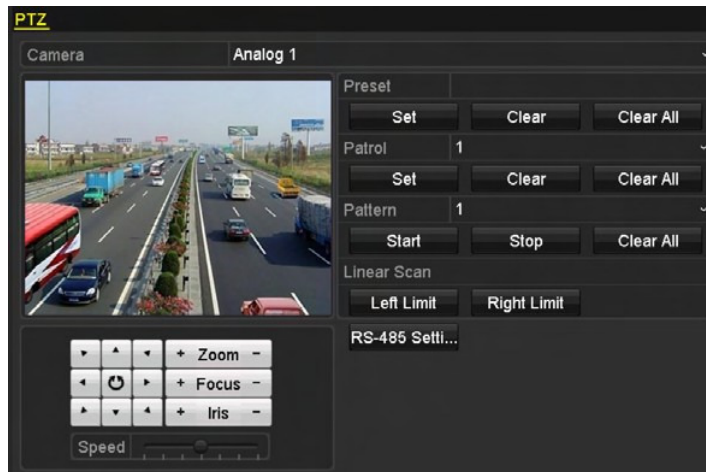 PTZ
Camera Analog 1
Preset
Set Clear Clear All
Patrol 1
Set Clear Clear All
Pattern 1
Start Stop Clear All
Linear Scan
Left Limit Right Limit
RS-485 Setti...
+ Zoom -
+ Focus -
+ Iris -
Speed